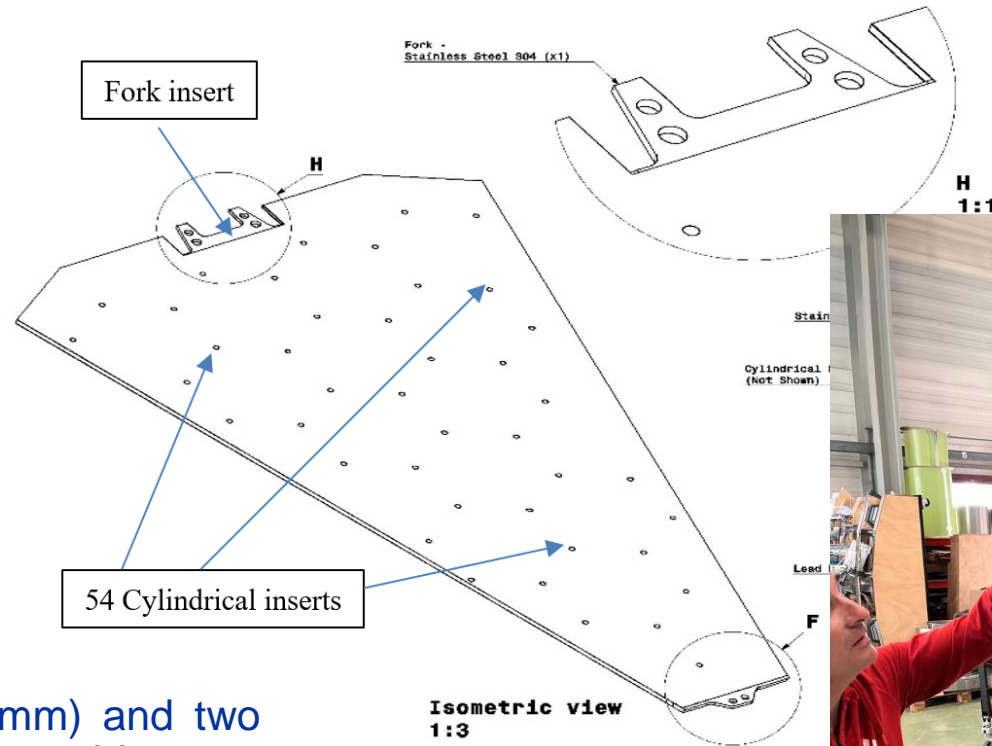 Fork -
Stainless Steel 304 (x1)
Fork insert
H
H
1:1
Stain
Cylindrical
(Not Shown)
54 Cylindrical inserts
Lead
F
Isometric view
1:3
mm) and two